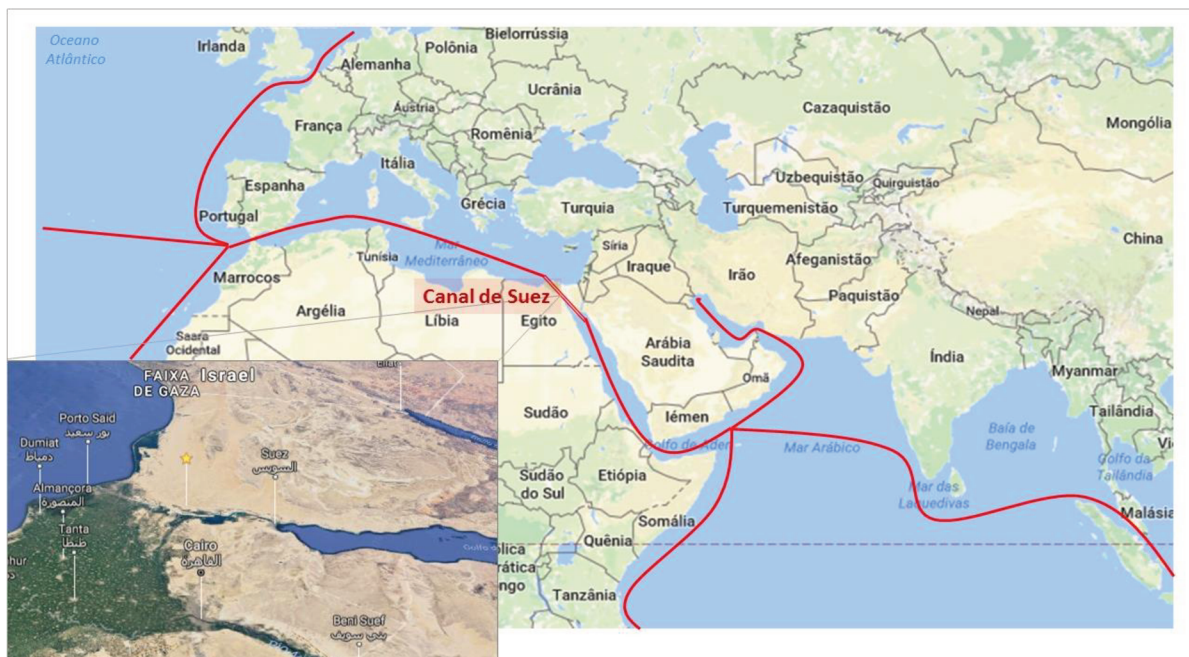 Oceano
Atlântico
Irlanda
Bielorrússia
Polônia
Alemanha
Ucrânia
Cazaquistão
Áustria
França
Mongólia
Romênia
Itália
Uzbequistão
Quirguistão
Espanha
Grécia
Turquia
Turquemenistão
Portugal
Síria
China
Mar
Mediterrâneo
Tunísia
Afeganistão
Iraque
Irão
Marrocos
Paquistão
Canal de Suez
Argélia
Líbia
Egito
Nepal
Saara
Ocidental
Arábia
Saudita
Índia
Myanmar
Omã
Tailândia
Sudão
Iémen
Baía de
Bengala
Golfo de Áden
Mar Arábico
Golfo da
Tailândia
Sudão
do Sul
Etiópia
Mar das
Laquedivas
Malásia
Somália
Quênia
Tanzânia
FAIXA
DE GAZA
Israel
Porto Said
بور سعيد
Dumiat
دمياط
Suez
السويس
Almançora
المنصورة
Tanta
طنطا
Cairo
القاهرة
Beni Suef
بني سويف